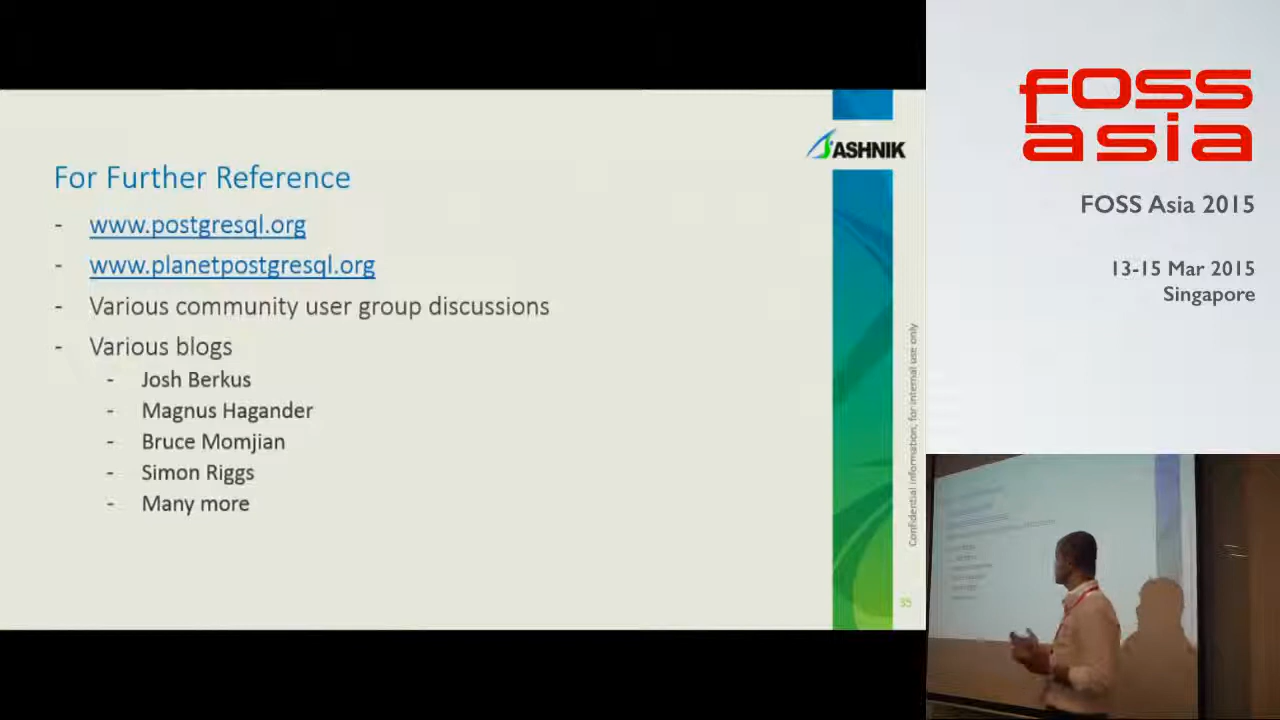 For Further Reference
- www.postgresql.org
- www.planetpostgresql.org
- Various community user group discussions
- Various blogs
- Josh Berkus
- Magnus Hagander
- Bruce Momjian
- Simon Riggs
- Many more
ASHNIK
Confidential information, for internal use only
35
foss
asia
FOSS Asia 2015
13-15 Mar 2015
Singapore